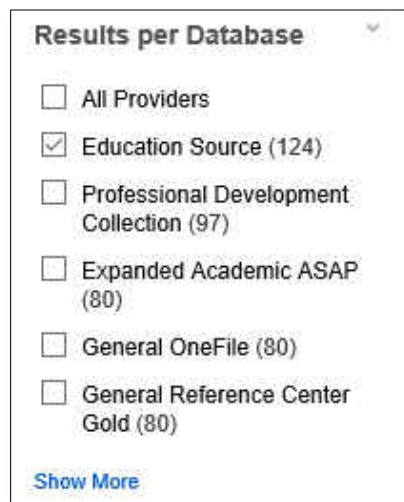 Results per Database
All Providers
Education Source (124)
Professional Development
Collection (97)
Expanded Academic ASAP
(80)
General OneFile (80)
General Reference Center
Gold (80)
Show More